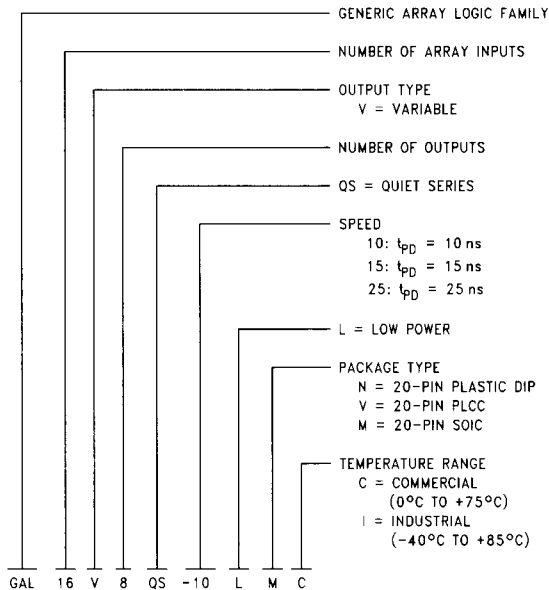 GENERIC ARRAY LOGIC FAMILY
NUMBER OF ARRAY INPUTS
OUTPUT TYPE
V = VARIABLE
NUMBER OF OUTPUTS
QS = QUIET SERIES
SPEED
10: tPD = 10 ns
15: tPD = 15 ns
25: tPD = 25 ns
L = LOW POWER
PACKAGE TYPE
N = 20-PIN PLASTIC DIP
V = 20-PIN PLCC
M = 20-PIN SOIC
TEMPERATURE RANGE
C = COMMERCIAL
(0°C TO +75°C)
I = INDUSTRIAL
(-40°C TO +85°C)
GAL 16 V 8 QS -10 L M C